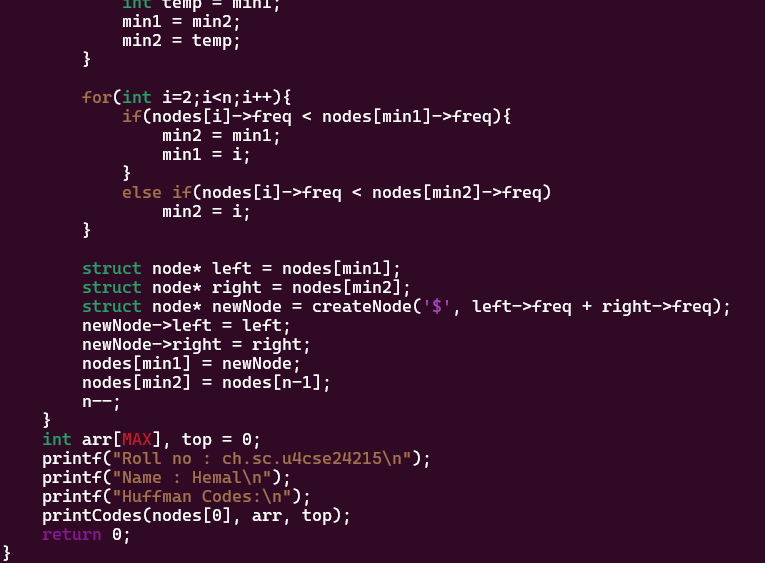 int temp = min1;
            min1 = min2;
            min2 = temp;
        }

        for(int i=2;i<n;i++){
            if(nodes[i]->freq < nodes[min1]->freq){
                min2 = min1;
                min1 = i;
            }
            else if(nodes[i]->freq < nodes[min2]->freq)
                min2 = i;
        }

        struct node* left = nodes[min1];
        struct node* right = nodes[min2];
        struct node* newNode = createNode('$', left->freq + right->freq);
        newNode->left = left;
        newNode->right = right;
        nodes[min1] = newNode;
        nodes[min2] = nodes[n-1];
        n--;
    }
    int arr[MAX], top = 0;
    printf("Roll no : ch.sc.u4cse24215\n");
    printf("Name : Hemal\n");
    printf("Huffman Codes:\n");
    printCodes(nodes[0], arr, top);
    return 0;
}